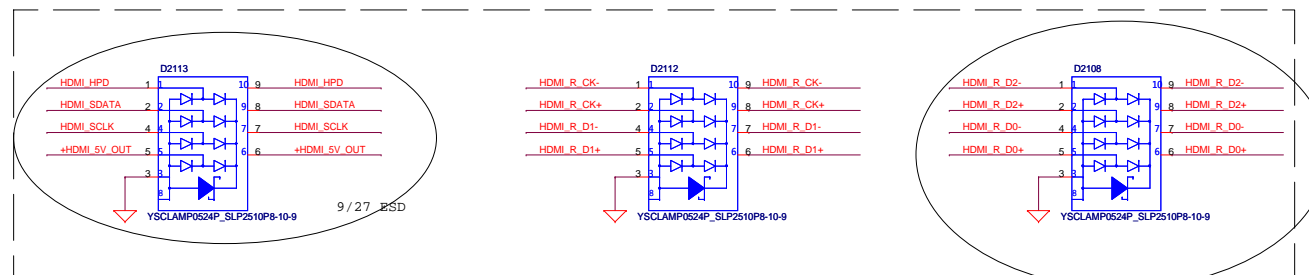 D2113
HDMI_HPD 1 1 10 9 HDMI_HPD
HDMI_SDATA 2 2 9 8 HDMI_SDATA
HDMI_SCLK 4 4 7 7 HDMI_SCLK
+HDMI_5V_OUT 5 5 6 6 +HDMI_5V_OUT
3 3
8
YSCLAMP0524P_SLP2510P8-10-9
9/27 ESD
D2112
HDMI_R_CK- 1 1 10 9 HDMI_R_CK-
HDMI_R_CK+ 2 2 9 8 HDMI_R_CK+
HDMI_R_D1- 4 4 7 7 HDMI_R_D1-
HDMI_R_D1+ 5 5 6 6 HDMI_R_D1+
3 3
8
YSCLAMP0524P_SLP2510P8-10-9
D2108
HDMI_R_D2- 1 1 10 9 HDMI_R_D2-
HDMI_R_D2+ 2 2 9 8 HDMI_R_D2+
HDMI_R_D0- 4 4 7 7 HDMI_R_D0-
HDMI_R_D0+ 5 5 6 6 HDMI_R_D0+
3 3
8
YSCLAMP0524P_SLP2510P8-10-9